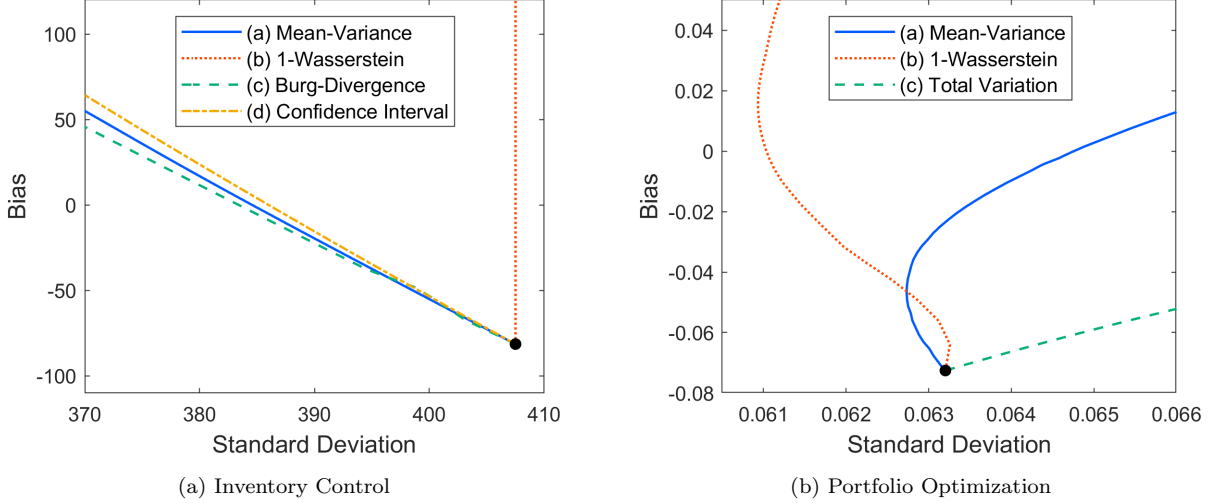 (a) Mean-Variance
(b) 1-Wasserstein
(c) Burg-Divergence
(d) Confidence Interval
100
50
0
-50
-100
Bias
370 380 390 400 410
Standard Deviation
(a) Inventory Control
(a) Mean-Variance
(b) 1-Wasserstein
(c) Total Variation
0.04
0.02
0
-0.02
-0.04
-0.06
-0.08
Bias
0.061 0.062 0.063 0.064 0.065 0.066
Standard Deviation
(b) Portfolio Optimization